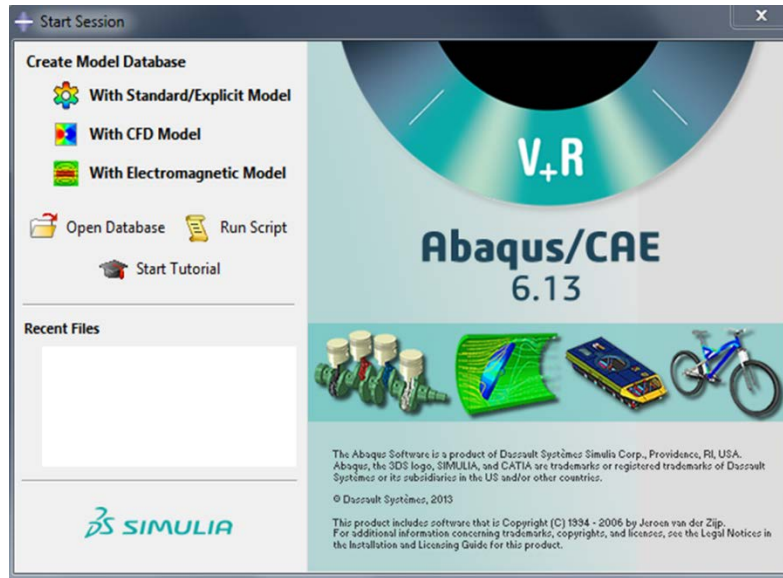 Start Session
X
Create Model Database
With Standard/Explicit Model
With CFD Model
With Electromagnetic Model
Open Database Run Script
Start Tutorial
Recent Files
3S SIMULIA
V+R
Abaqus/CAE
6.13
The Abaqus Software is a product of Dassault Systèmes Simulia Corp., Providence, RI, USA.
Abaqus, the 3DS logo, SIMULIA, and CATIA are trademarks or registered trademarks of Dassault
Systèmes or its subsidiaries in the US and/or other countries.
© Dassault Systèmes, 2013
This product includes software that is Copyright (C) 1994 - 2006 by Jeroen van der Zijp.
For additional information concerning trademarks, copyrights, and licenses, see the Legal Notices in
the Installation and Licensing Guide for this product.